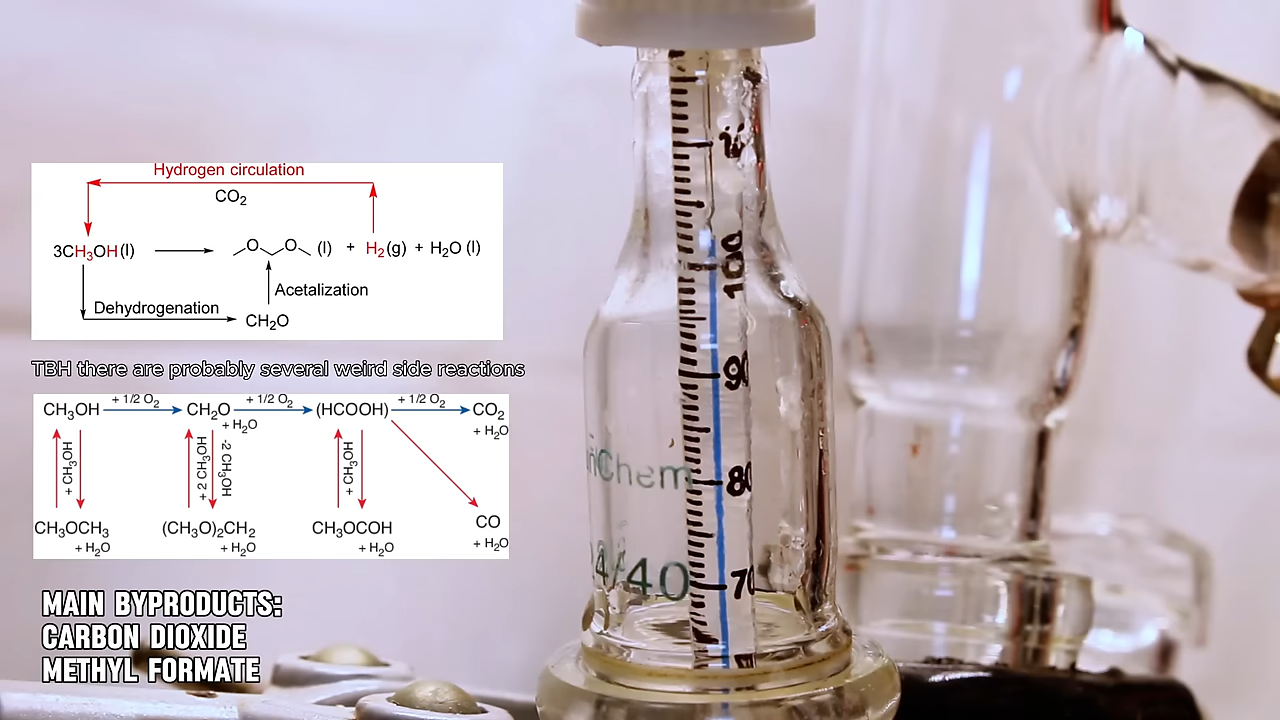 Hydrogen circulation
CO₂
3CH₃OH(l)
(l) + H₂(g) + H₂O (l)
O O
Acetalization
Dehydrogenation
CH₂O
TBH there are probably several weird side reactions
CH₃OH + 1/2 O₂ CH₂O + 1/2 O₂ (HCOOH) + 1/2 O₂ CO₂
+ H₂O + H₂O
+ CH₃OH + 2 CH₃OH -2 CH₃OH + CH₃OH
CH₃OCH₃ (CH₃O)₂CH₂ CH₃OCOH CO
+ H₂O + H₂O + H₂O + H₂O
MAIN BYPRODUCTS:
CARBON DIOXIDE
METHYL FORMATE
100
90
80
70
Chem
4/40